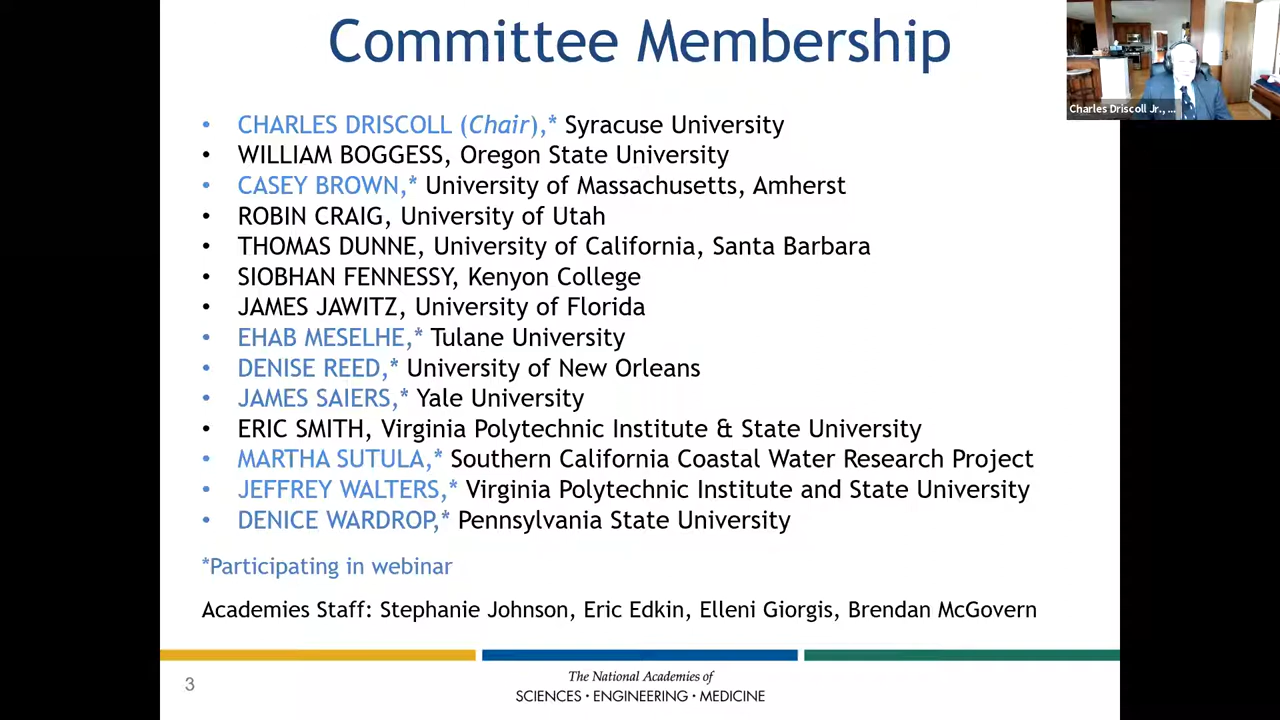 Committee Membership
Charles Driscoll Jr., ...
• CHARLES DRISCOLL (Chair),* Syracuse University
• WILLIAM BOGGESS, Oregon State University
• CASEY BROWN,* University of Massachusetts, Amherst
• ROBIN CRAIG, University of Utah
• THOMAS DUNNE, University of California, Santa Barbara
• SIOBHAN FENNESSY, Kenyon College
• JAMES JAWITZ, University of Florida
• EHAB MESELHE,* Tulane University
• DENISE REED,* University of New Orleans
• JAMES SAIERS,* Yale University
• ERIC SMITH, Virginia Polytechnic Institute & State University
• MARTHA SUTULA,* Southern California Coastal Water Research Project
• JEFFREY WALTERS,* Virginia Polytechnic Institute and State University
• DENICE WARDROP,* Pennsylvania State University
*Participating in webinar
Academies Staff: Stephanie Johnson, Eric Edkin, Elleni Giorgis, Brendan McGovern
3
The National Academies of
SCIENCES · ENGINEERING · MEDICINE